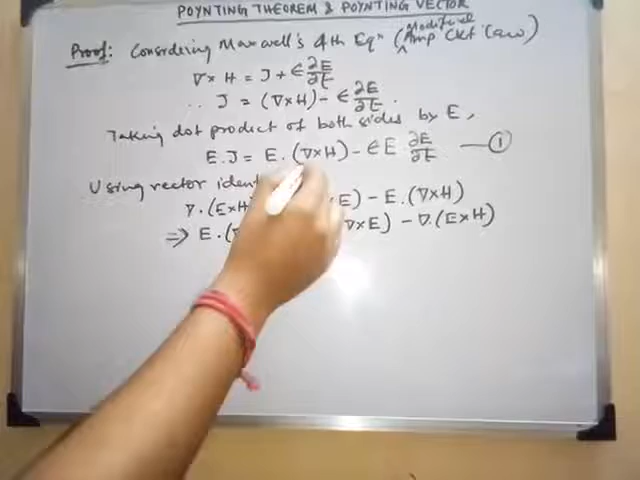 POYNTING THEOREM & POYNTING VECTOR
Proof: Considering Maxwell's 4th Eqn (Modified Amp Ckt Law)
∇×H = J + ϵ ∂E/∂t
∴ J = (∇×H) - ϵ ∂E/∂t.
Taking dot product of both sides by E,
E.J = E.(∇×H) - ϵE ∂E/∂t — ①
Using vector
∇.(E×H ×E) - E.(∇×H)
⇒ E.( ∇×E) - ∇.(E×H)